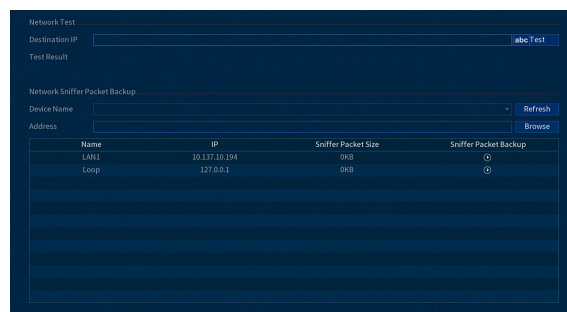 Network Test
Destination IP abc Test
Test Result
Network Sniffer Packet Backup
Device Name Refresh
Address Browse
Name IP Sniffer Packet Size Sniffer Packet Backup
LAN1 10.137.10.194 0KB
Loop 127.0.0.1 0KB